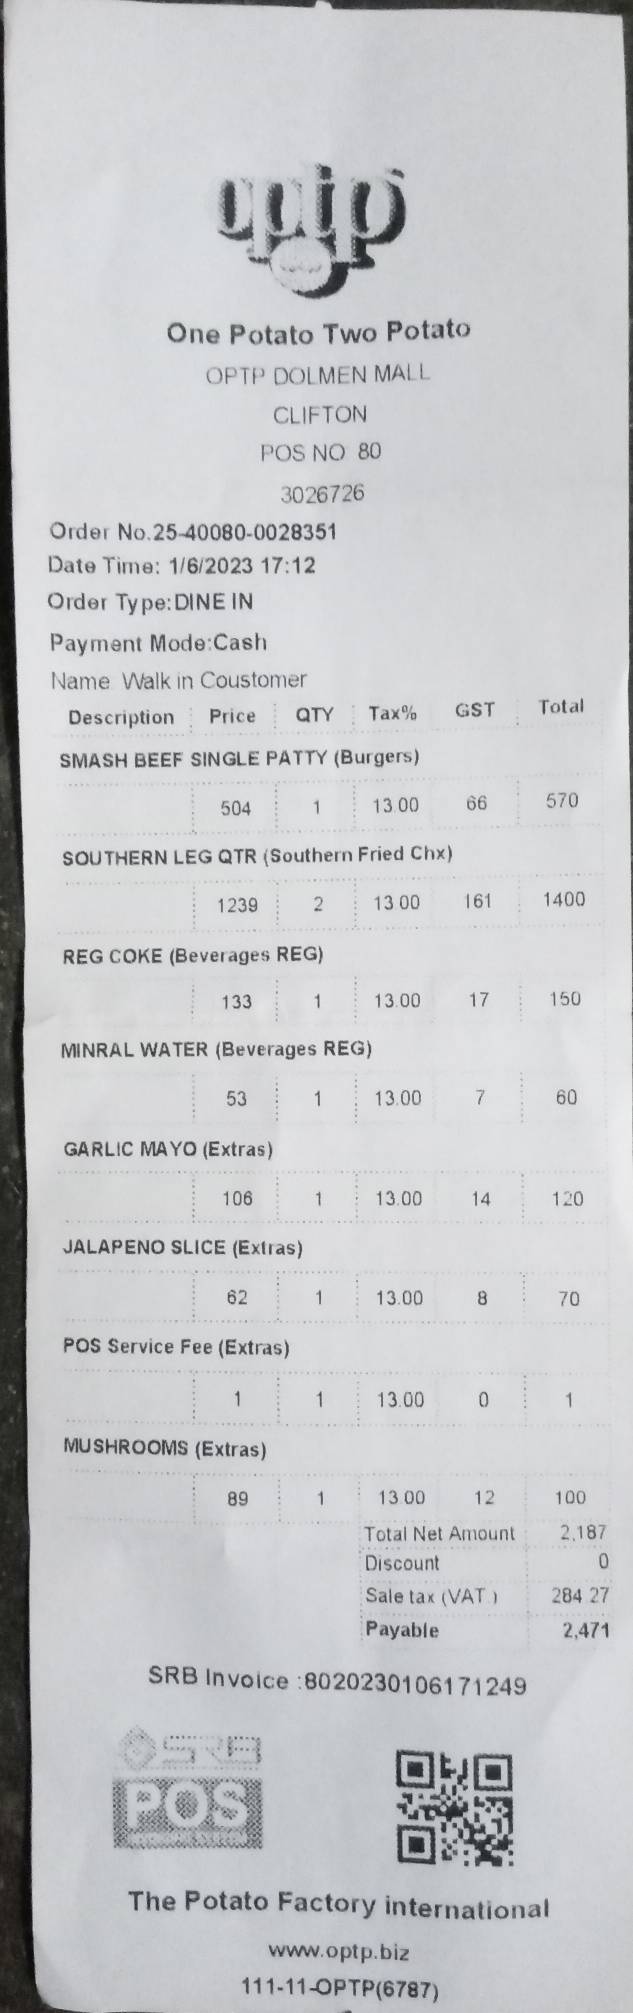 optp
One Potato Two Potato
OPTP DOLMEN MALL
CLIFTON
POS NO 80
3026726
Order No.25-40080-0028351
Date Time: 1/6/2023 17:12
Order Type:DINE IN
Payment Mode:Cash
Name Walk in Coustomer
Description Price QTY Tax% GST Total
SMASH BEEF SINGLE PATTY (Burgers)
504 1 13.00 66 570
SOUTHERN LEG QTR (Southern Fried Chx)
1239 2 13 00 161 1400
REG COKE (Beverages REG)
133 1 13.00 17 150
MINRAL WATER (Beverages REG)
53 1 13.00 7 60
GARLIC MAYO (Extras)
106 1 13.00 14 120
JALAPENO SLICE (Extras)
62 1 13.00 8 70
POS Service Fee (Extras)
1 1 13.00 0 1
MUSHROOMS (Extras)
89 1 13.00 12 100
Total Net Amount 2,187
Discount 0
Sale tax (VAT ) 284 27
Payable 2,471
SRB Invoice :8020230106171249
SRB
POS
The Potato Factory international
www.optp.biz
111-11-OPTP(6787)